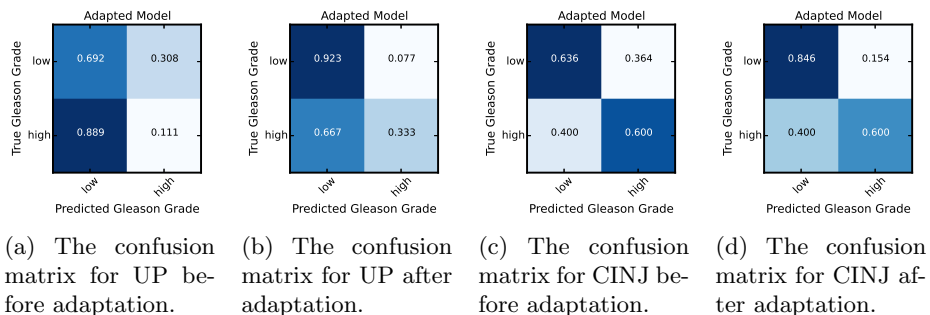 Adapted Model
True Gleason Grade
low
high
0.692
0.308
0.889
0.111
low
high
Predicted Gleason Grade
(a) The confusion
matrix for UP be-
fore adaptation.
Adapted Model
True Gleason Grade
low
high
0.923
0.077
0.667
0.333
low
high
Predicted Gleason Grade
(b) The confusion
matrix for UP after
adaptation.
Adapted Model
True Gleason Grade
low
high
0.636
0.364
0.400
0.600
low
high
Predicted Gleason Grade
(c) The confusion
matrix for CINJ be-
fore adaptation.
Adapted Model
True Gleason Grade
low
high
0.846
0.154
0.400
0.600
low
high
Predicted Gleason Grade
(d) The confusion
matrix for CINJ af-
ter adaptation.